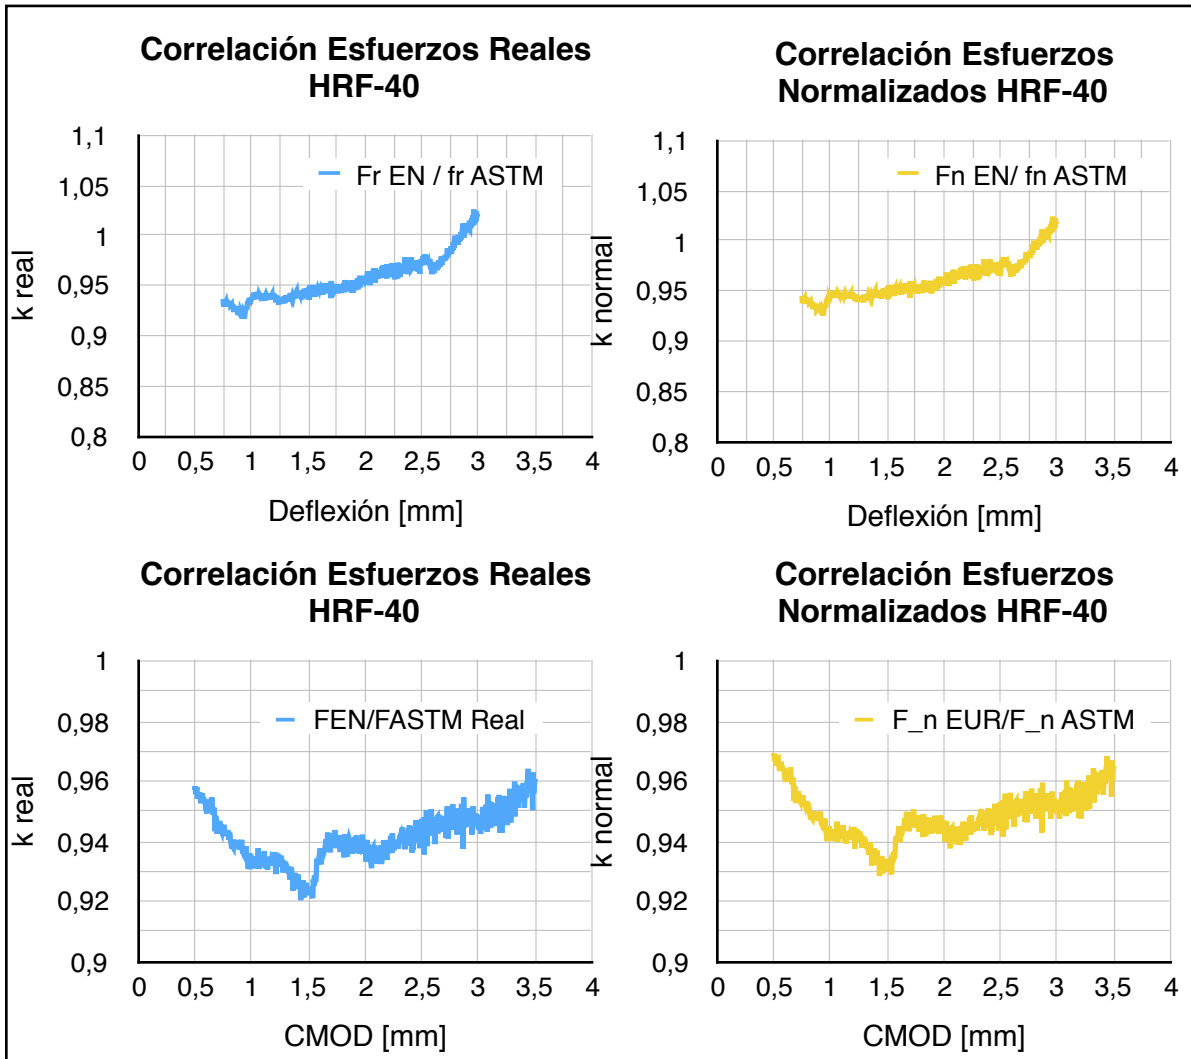 Correlación Esfuerzos Reales
HRF-40
1,1
1,05
1
0,95
0,9
0,85
0,8
k real
Fr EN / fr ASTM
0 0,5 1 1,5 2 2,5 3 3,5 4
Deflexión [mm]
Correlación Esfuerzos
Normalizados HRF-40
1,1
1,05
1
0,95
0,9
0,85
0,8
k normal
Fn EN/ fn ASTM
0 0,5 1 1,5 2 2,5 3 3,5 4
Deflexión [mm]
Correlación Esfuerzos Reales
HRF-40
1
0,98
0,96
0,94
0,92
0,9
k real
FEN/FASTM Real
0 0,5 1 1,5 2 2,5 3 3,5 4
CMOD [mm]
Correlación Esfuerzos
Normalizados HRF-40
1
0,98
0,96
0,94
0,92
0,9
k normal
F_n EUR/F_n ASTM
0 0,5 1 1,5 2 2,5 3 3,5 4
CMOD [mm]